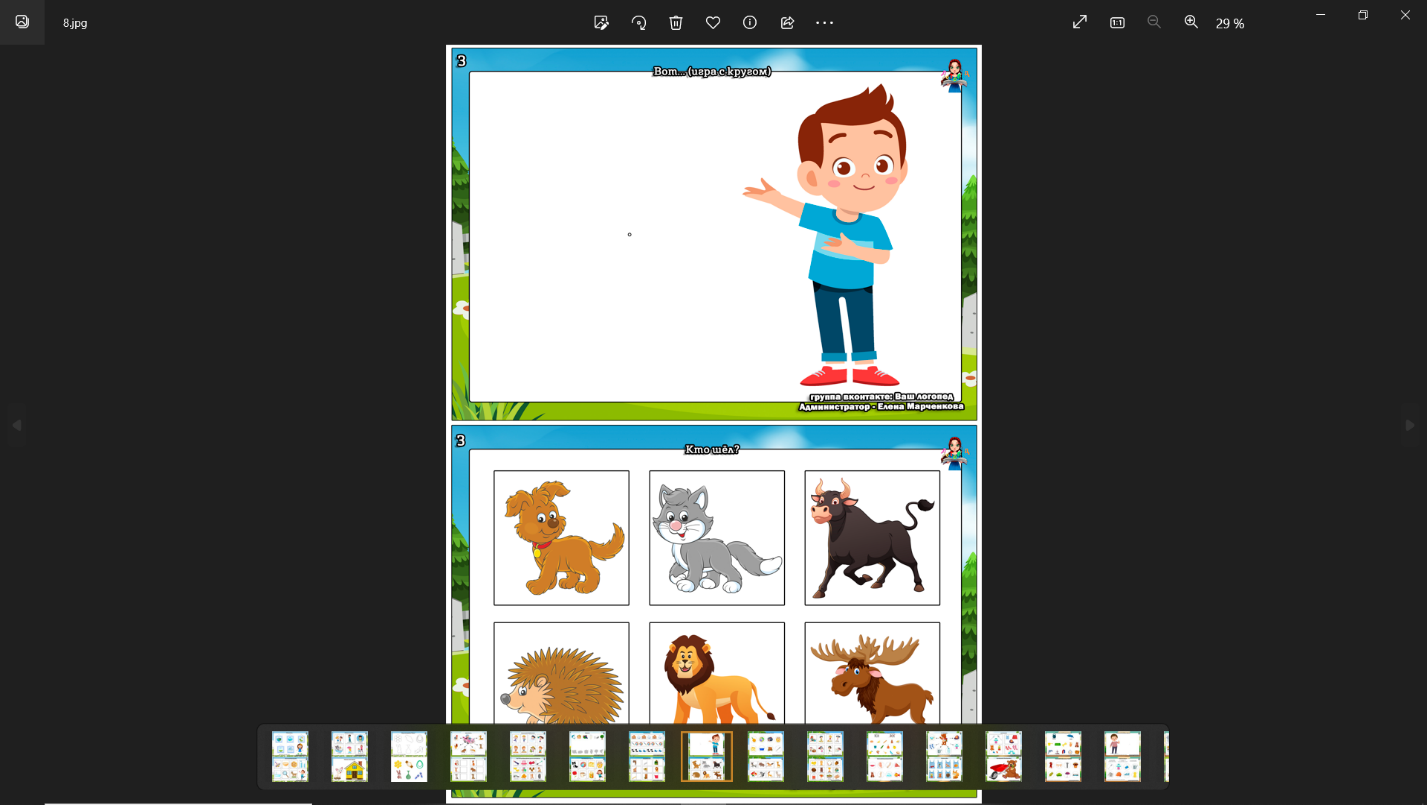 8.jpg
29 %
3
Вот... (игра с кругом)
группа вконтакте: Ваш логопед
Администратор - Елена Марченкова
3
Кто шёл?